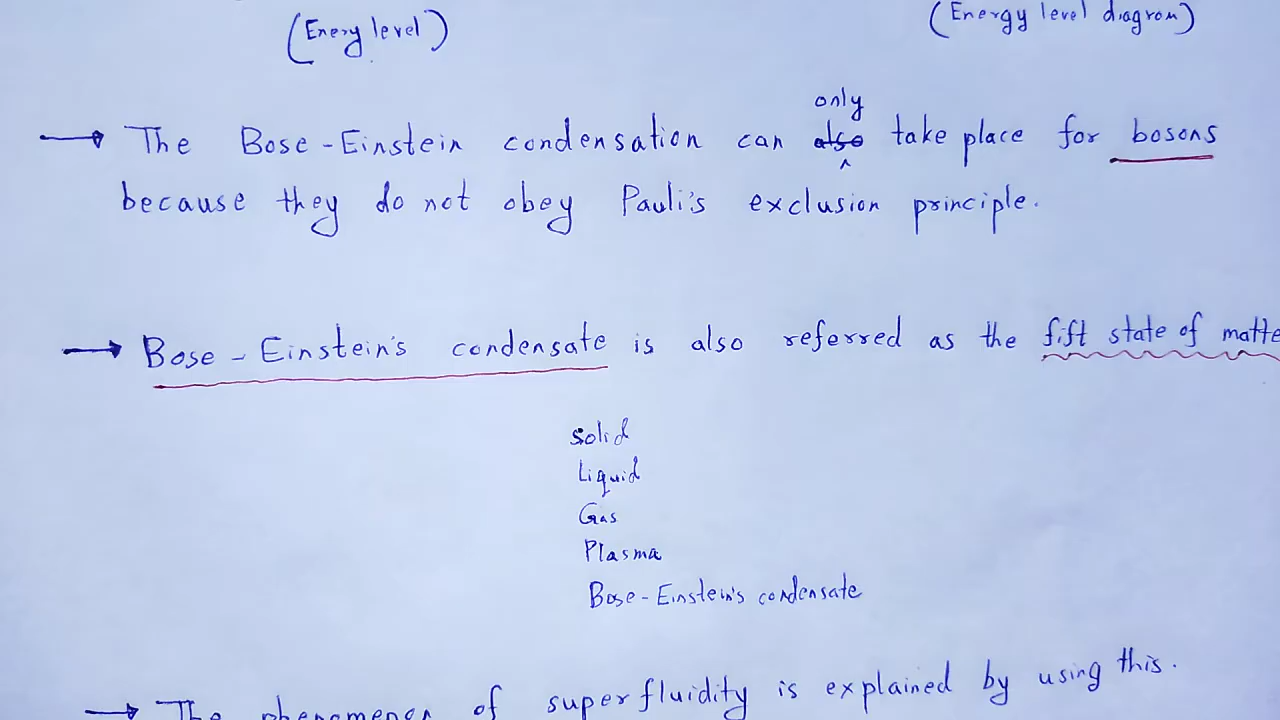 (Enery level)
(Energy level diagram)
only
→ The Bose-Einstein condensation can also take place for bosons
because they do not obey Pauli's exclusion principle.
→ Bose-Einstein's condensate is also referred as the fift state of matte
Solid
Liquid
Gas
Plasma
Bose-Einstein's condensate
→ The phenomenon of superfluidity is explained by using this.